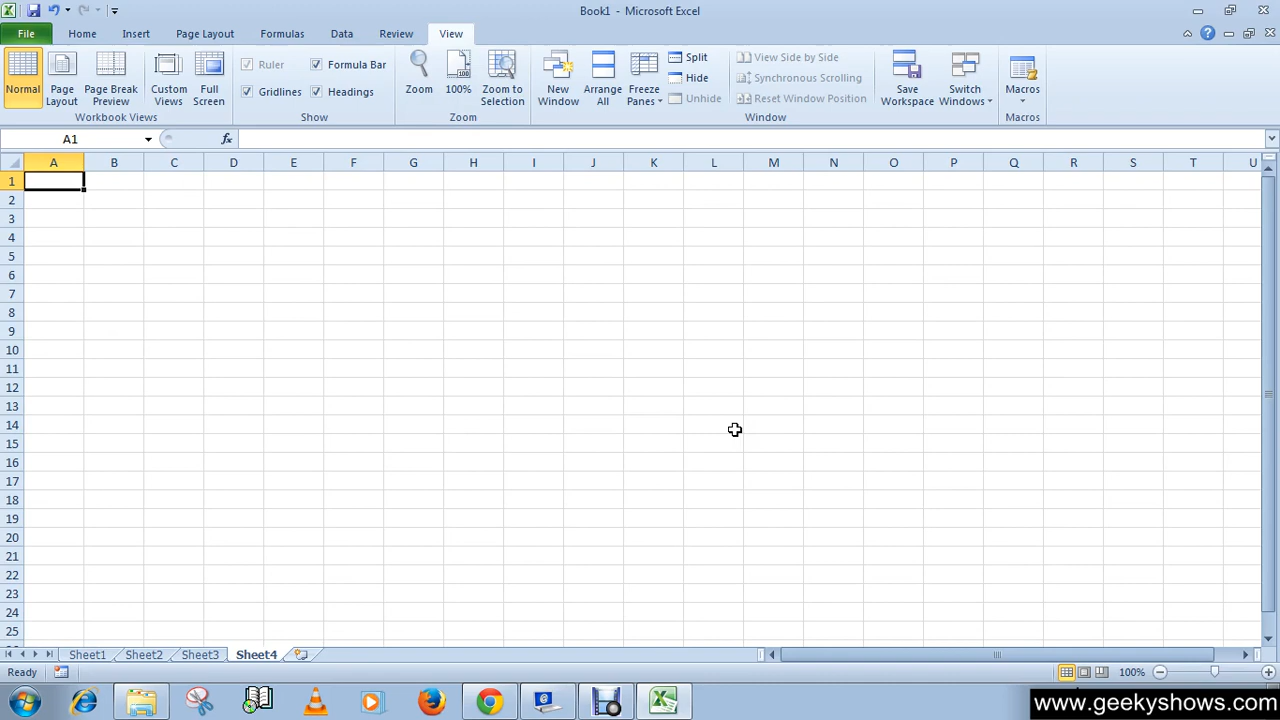 Book1 - Microsoft Excel
File Home Insert Page Layout Formulas Data Review View
Normal
Page Layout
Page Break Preview
Custom Views
Full Screen
Workbook Views
Ruler
Formula Bar
Gridlines
Headings
Show
Zoom
100%
Zoom to Selection
Zoom
New Window
Arrange All
Freeze Panes
Split
Hide
Unhide
View Side by Side
Synchronous Scrolling
Reset Window Position
Window
Save Workspace
Switch Windows
Macros
Macros
A1 fx
A B C D E F G H I J K L M N O P Q R S T U
1
2
3
4
5
6
7
8
9
10
11
12
13
14
15
16
17
18
19
20
21
22
23
24
25
Sheet1 Sheet2 Sheet3 Sheet4
Ready 100%
www.geekyshows.com